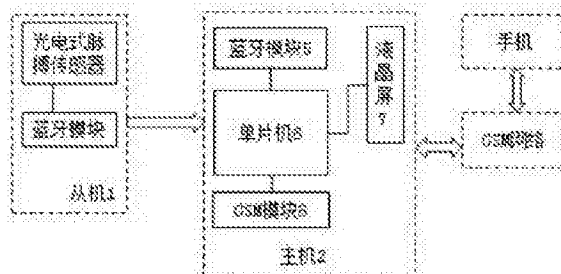 光电式脉
搏传感器
蓝牙模块
从机1
蓝牙模块5
单片机6
GSM模块8
液
晶
屏
7
主机2
手机
GSM网络